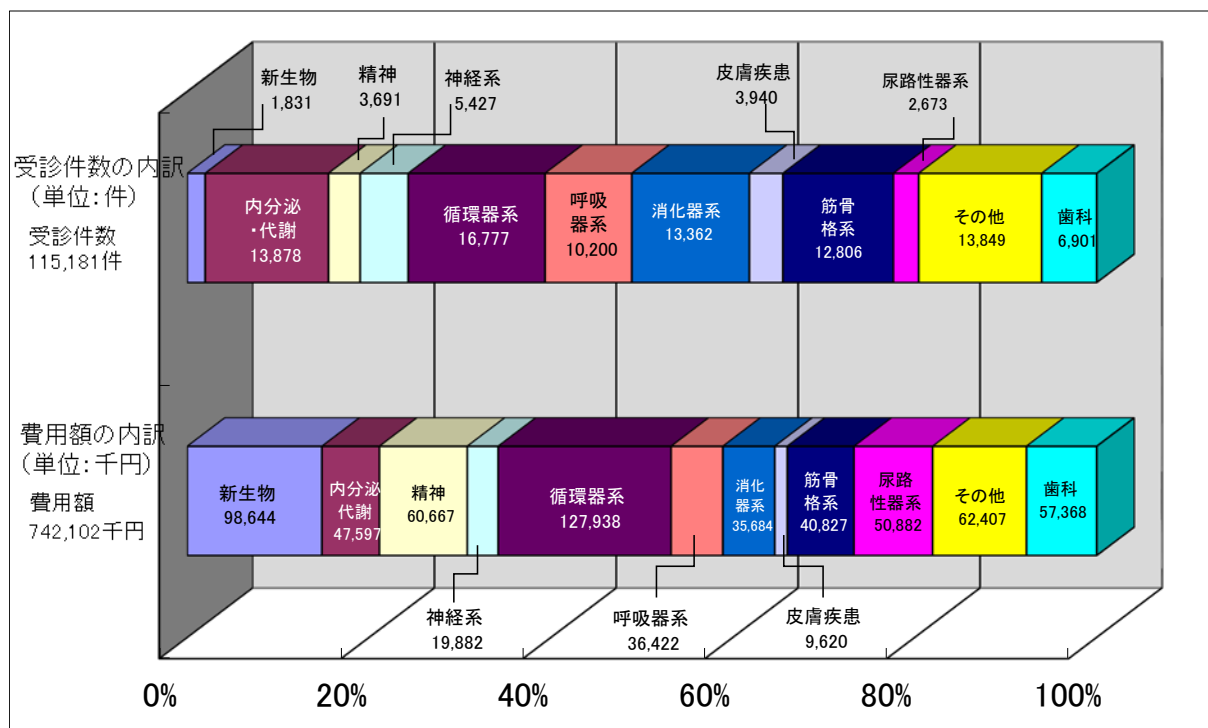 新生物
1,831
精神
3,691
神経系
5,427
皮膚疾患
3,940
尿路性器系
2,673
受診件数の内訳
(単位:件)
受診件数
115,181件
内分泌
・代謝
13,878
循環器系
16,777
呼吸
器系
10,200
消化器系
13,362
筋骨
格系
12,806
その他
13,849
歯科
6,901
費用額の内訳
(単位:千円)
費用額
742,102千円
新生物
98,644
内分泌
代謝
47,597
精神
60,667
循環器系
127,938
消化
器系
35,684
筋骨
格系
40,827
尿路
性器系
50,882
その他
62,407
歯科
57,368
神経系
19,882
呼吸器系
36,422
皮膚疾患
9,620
0%
20%
40%
60%
80%
100%